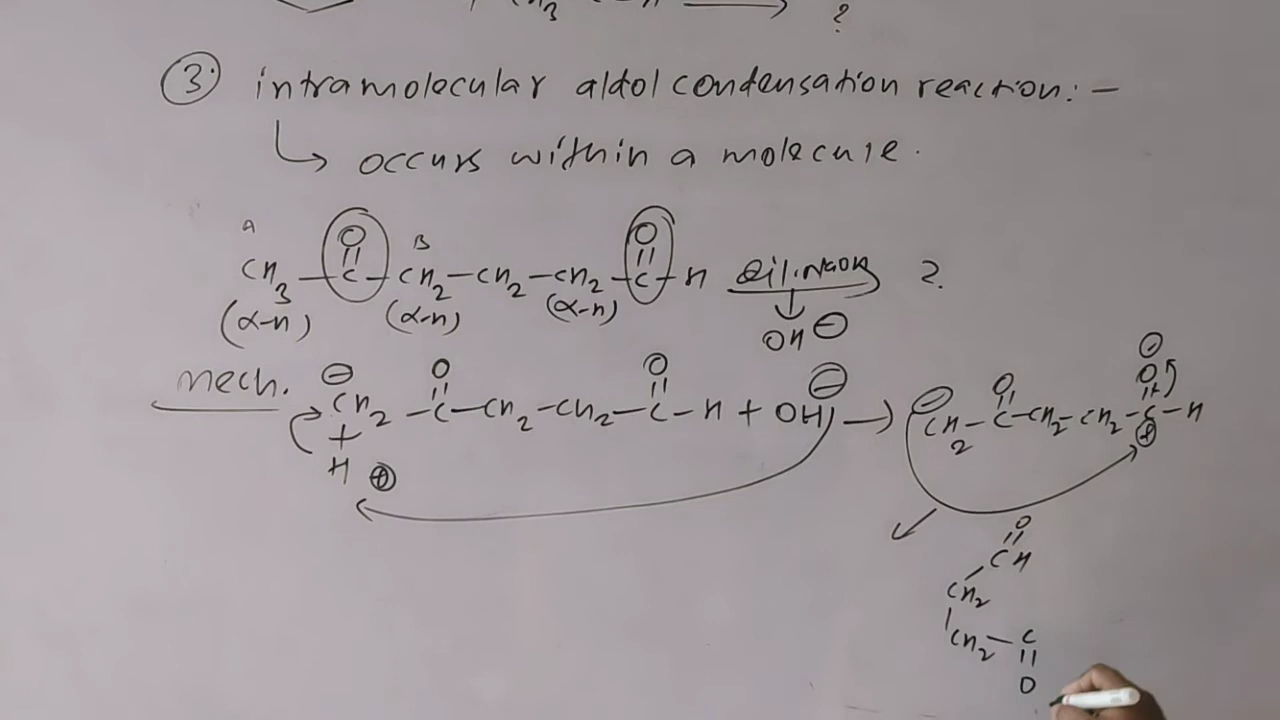 CH3 - C - H → ?
③ intramolecular aldol condensation reaction: —
↳ occurs within a molecule.
A B
O O
|| ||
CH3 — C — CH2 — CH2 — CH2 — C — H dil. NaOH ?
(α-H) (α-H) (α-H) ↓ OH ⊖
mech. ⊖ O O ⊖ ⊖ O O ⊖
CH2 — C — CH2 — CH2 — C — H + OH → CH2 — C — CH2 — CH2 — C — H
+ ⊕
H ⊕
O
||
CH
CH2
CH2 — C
||
O